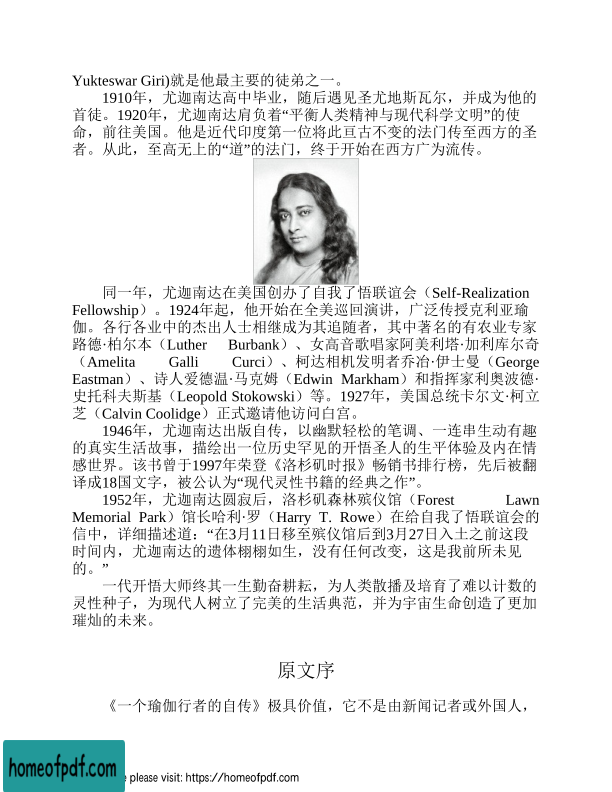 Yukteswar Giri)就是他最主要的徒弟之一。
1910年，尤迦南达高中毕业，随后遇见圣尤地斯瓦尔，并成为他的
首徒。1920年，尤迦南达肩负着“平衡人类精神与现代科学文明”的使
命，前往美国。他是近代印度第一位将此亘古不变的法门传至西方的圣
者。从此，至高无上的“道”的法门，终于开始在西方广为流传。
同一年，尤迦南达在美国创办了自我了悟联谊会（Self-Realization
Fellowship）。1924年起，他开始在全美巡回演讲，广泛传授克利亚瑜
伽。各行各业中的杰出人士相继成为其追随者，其中著名的有农业专家
路德·柏尔本（Luther Burbank）、女高音歌唱家阿美利塔·加利库尔奇
（Amelita Galli Curci）、柯达相机发明者乔治·伊士曼（George
Eastman）、诗人爱德温·马克姆（Edwin Markham）和指挥家利奥波德·
史托科夫斯基（Leopold Stokowski）等。1927年，美国总统卡尔文·柯立
芝（Calvin Coolidge）正式邀请他访问白宫。
1946年，尤迦南达出版自传，以幽默轻松的笔调、一连串生动有趣
的真实生活故事，描绘出一位历史罕见的开悟圣人的生平体验及内在情
感世界。该书曾于1997年荣登《洛杉矶时报》畅销书排行榜，先后被翻
译成18国文字，被公认为“现代灵性书籍的经典之作”。
1952年，尤迦南达圆寂后，洛杉矶森林殡仪馆（Forest Lawn
Memorial Park）馆长哈利·罗（Harry T. Rowe）在给自我了悟联谊会的
信中，详细描述道：“在3月11日移至殡仪馆后到3月27日入土之前这段
时间内，尤迦南达的遗体栩栩如生，没有任何改变，这是我前所未见
的。”
一代开悟大师终其一生勤奋耕耘，为人类散播及培育了难以计数的
灵性种子，为现代人树立了完美的生活典范，并为宇宙生命创造了更加
璀灿的未来。
原文序
《一个瑜伽行者的自传》极具价值，它不是由新闻记者或外国人，
homeofpdf.com
please visit: https://homeofpdf.com